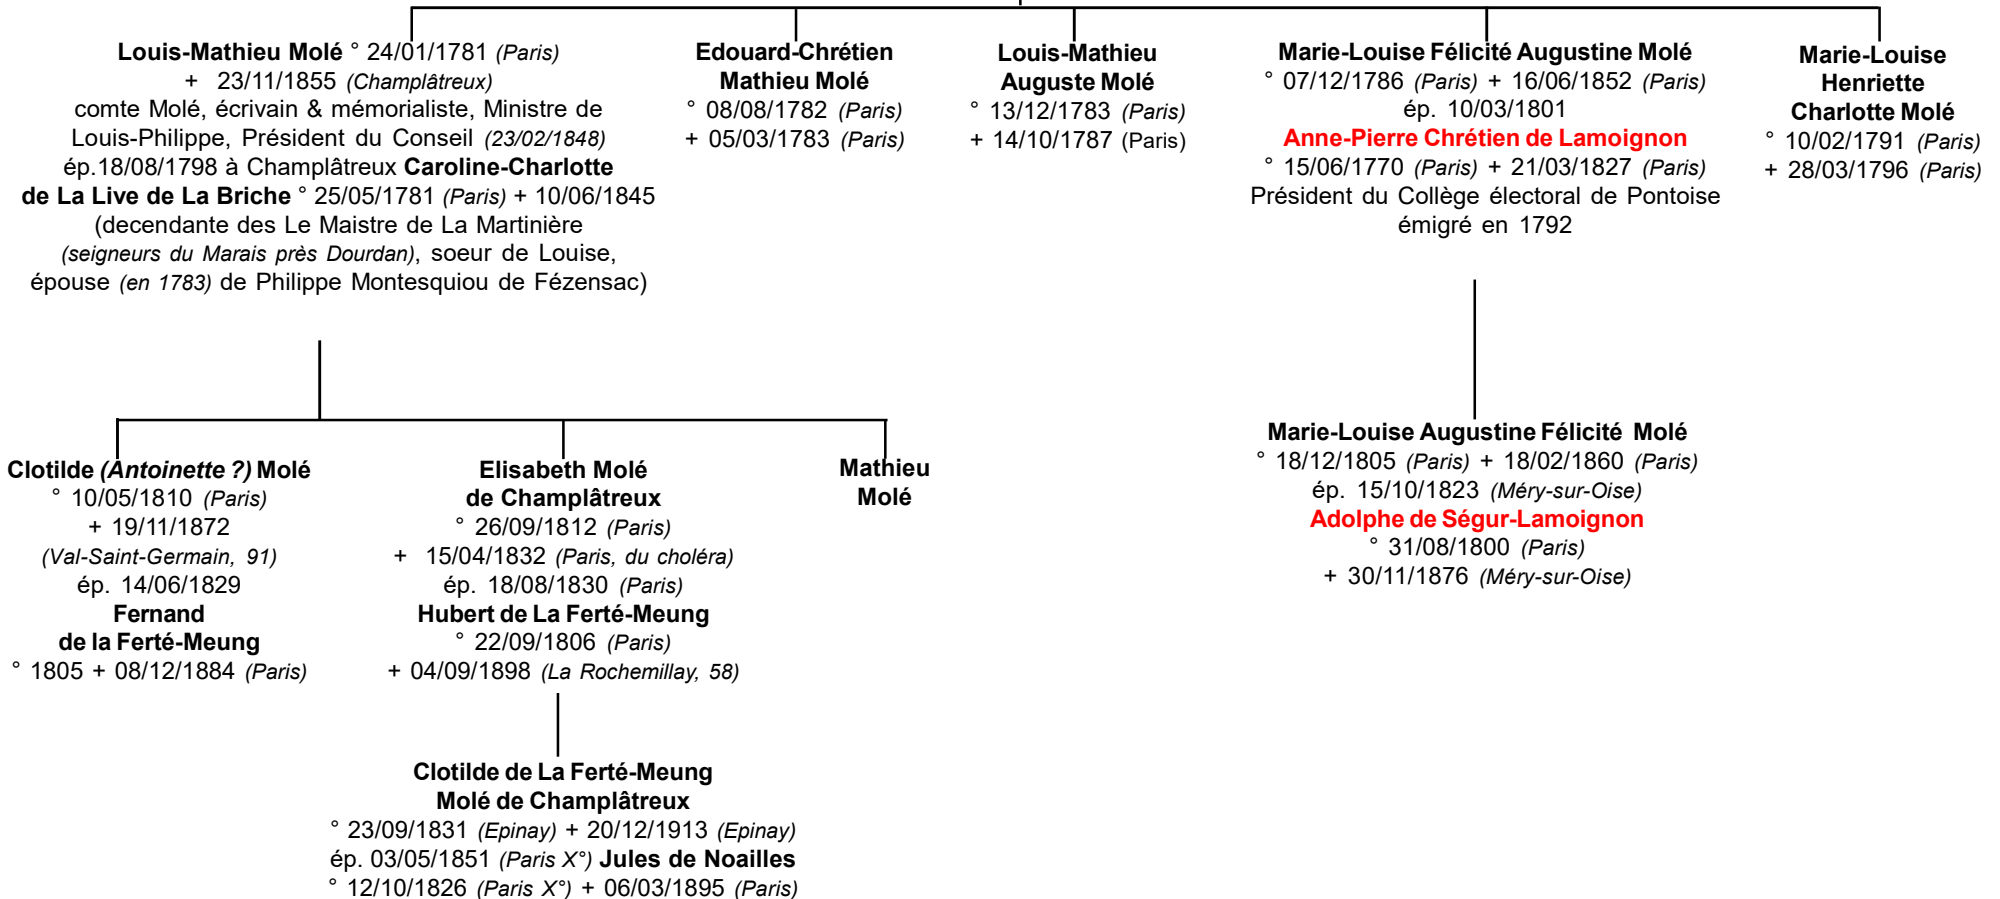 Louis-Mathieu Molé ° 24/01/1781 (Paris)
+ 23/11/1855 (Champlâtreux)
comte Molé, écrivain & mémorialiste, Ministre de
Louis-Philippe, Président du Conseil (23/02/1848)
ép.18/08/1798 à Champlâtreux Caroline-Charlotte
de La Live de La Briche ° 25/05/1781 (Paris) + 10/06/1845
(decendante des Le Maistre de La Martinière
(seigneurs du Marais près Dourdan), soeur de Louise,
épouse (en 1783) de Philippe Montesquiou de Fézensac)
Edouard-Chrétien
Mathieu Molé
° 08/08/1782 (Paris)
+ 05/03/1783 (Paris)
Louis-Mathieu
Auguste Molé
° 13/12/1783 (Paris)
+ 14/10/1787 (Paris)
Marie-Louise Félicité Augustine Molé
° 07/12/1786 (Paris) + 16/06/1852 (Paris)
ép. 10/03/1801
Anne-Pierre Chrétien de Lamoignon
° 15/06/1770 (Paris) + 21/03/1827 (Paris)
Président du Collège électoral de Pontoise
émigré en 1792
Marie-Louise
Henriette
Charlotte Molé
° 10/02/1791 (Paris)
+ 28/03/1796 (Paris)
Clotilde (Antoinette ?) Molé
° 10/05/1810 (Paris)
+ 19/11/1872
(Val-Saint-Germain, 91)
ép. 14/06/1829
Fernand
de la Ferté-Meung
° 1805 + 08/12/1884 (Paris)
Elisabeth Molé
de Champlâtreux
° 26/09/1812 (Paris)
+ 15/04/1832 (Paris, du choléra)
ép. 18/08/1830 (Paris)
Hubert de La Ferté-Meung
° 22/09/1806 (Paris)
+ 04/09/1898 (La Rochemillay, 58)
Mathieu
Molé
Marie-Louise Augustine Félicité Molé
° 18/12/1805 (Paris) + 18/02/1860 (Paris)
ép. 15/10/1823 (Méry-sur-Oise)
Adolphe de Ségur-Lamoignon
° 31/08/1800 (Paris)
+ 30/11/1876 (Méry-sur-Oise)
Clotilde de La Ferté-Meung
Molé de Champlâtreux
° 23/09/1831 (Epinay) + 20/12/1913 (Epinay)
ép. 03/05/1851 (Paris X°) Jules de Noailles
° 12/10/1826 (Paris X°) + 06/03/1895 (Paris)